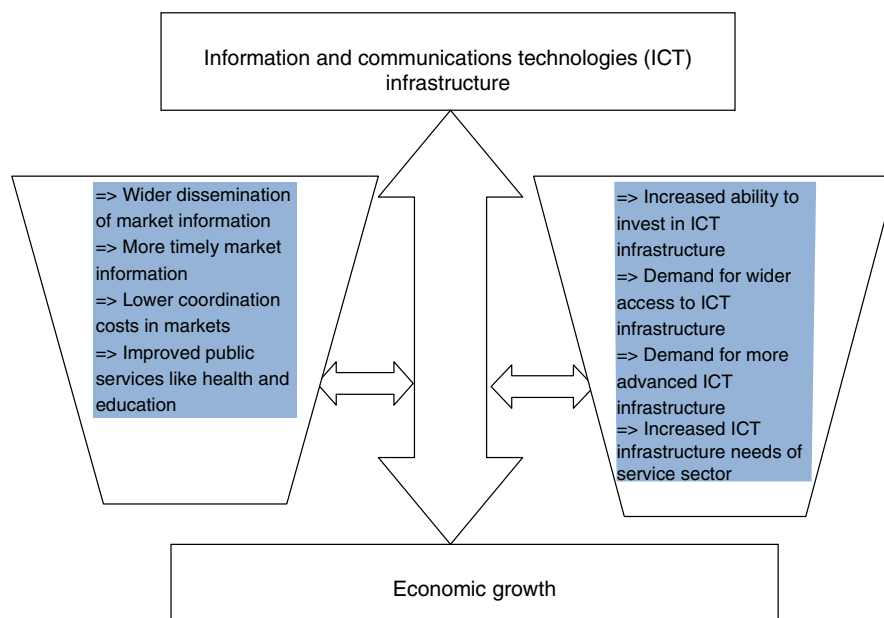 Information and communications technologies (ICT)
infrastructure
=> Wider dissemination
of market information
=> More timely market
information
=> Lower coordination
costs in markets
=> Improved public
services like health and
education
=> Increased ability to
invest in ICT
infrastructure
=> Demand for wider
access to ICT
infrastructure
=> Demand for more
advanced ICT
infrastructure
=> Increased ICT
infrastructure needs of
service sector
Economic growth